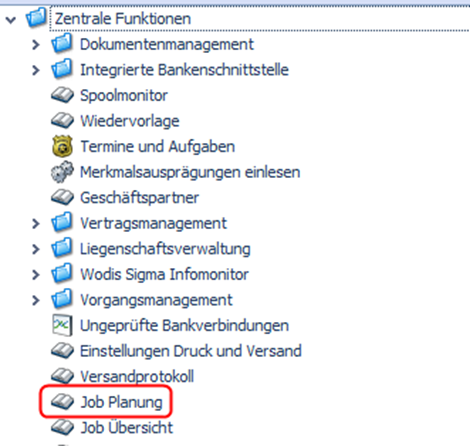 Zentrale Funktionen
Dokumentenmanagement
Integrierte Bankenschnittstelle
Spoolmonitor
Wiedervorlage
Termine und Aufgaben
Merkmalsausprägungen einlesen
Geschäftspartner
Vertragsmanagement
Liegenschaftsverwaltung
Wodis Sigma Infomonitor
Vorgangsmanagement
Ungeprüfte Bankverbindungen
Einstellungen Druck und Versand
Versandprotokoll
Job Planung
Job Übersicht